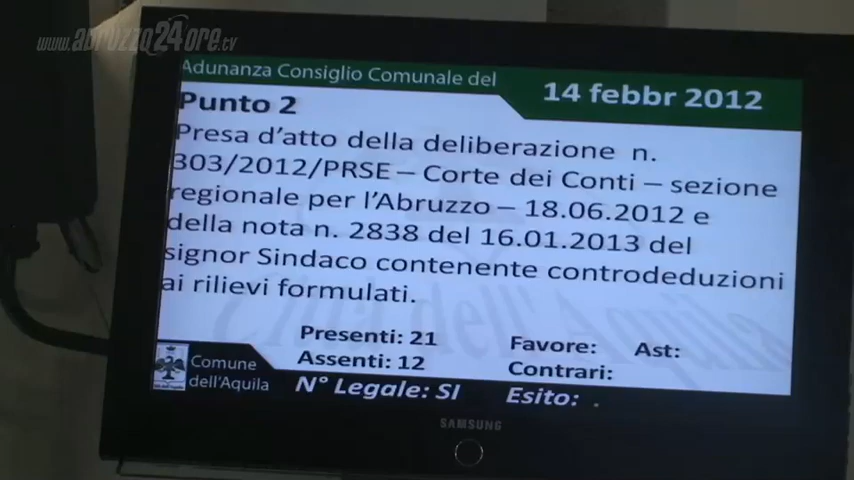 www.abruzzo24ore.tv
Adunanza Consiglio Comunale del
14 febbr 2012
Punto 2
Presa d'atto della deliberazione n.
303/2012/PRSE – Corte dei Conti – sezione
regionale per l'Abruzzo – 18.06.2012 e
della nota n. 2838 del 16.01.2013 del
signor Sindaco contenente controdeduzioni
ai rilievi formulati.
Città dell'Aquila
Presenti: 21
Assenti: 12
Favore: Ast:
Contrari:
Comune
dell'Aquila
N° Legale: SI
Esito: .
SAMSUNG